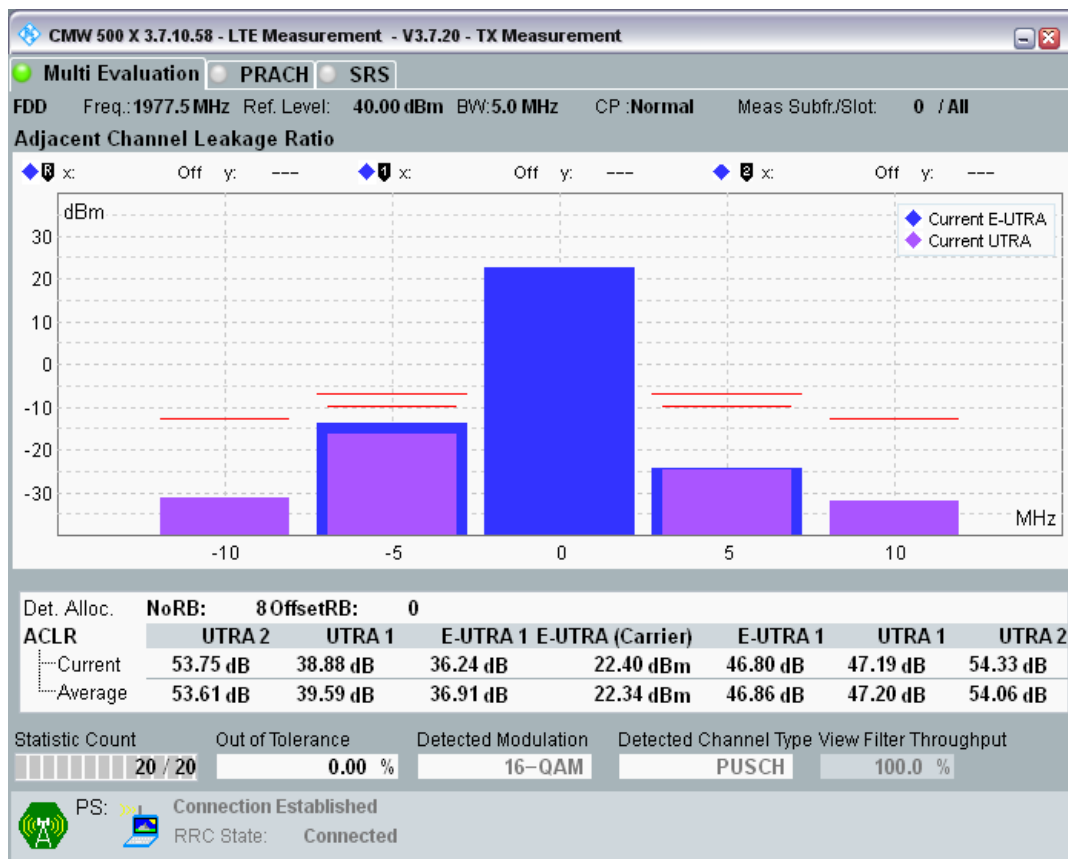 CMW 500 X 3.7.10.58 - LTE Measurement - V3.7.20 - TX Measurement
Multi Evaluation PRACH SRS
FDD Freq.:1977.5 MHz Ref. Level: 40.00 dBm BW:5.0 MHz CP :Normal Meas Subfr./Slot: 0 / All
Adjacent Channel Leakage Ratio
R x: Off y: --- 1 x: Off y: --- 2 x: Off y: ---
dBm
Current E-UTRA
Current UTRA
30
20
10
0
-10
-20
-30
MHz
-10 -5 0 5 10
Det. Alloc. NoRB: 8 OffsetRB: 0
ACLR UTRA 2 UTRA 1 E-UTRA 1 E-UTRA (Carrier) E-UTRA 1 UTRA 1 UTRA 2
Current 53.75 dB 38.88 dB 36.24 dB 22.40 dBm 46.80 dB 47.19 dB 54.33 dB
Average 53.61 dB 39.59 dB 36.91 dB 22.34 dBm 46.86 dB 47.20 dB 54.06 dB
Statistic Count Out of Tolerance Detected Modulation Detected Channel Type View Filter Throughput
20 / 20 0.00 % 16-QAM PUSCH 100.0 %
PS: Connection Established
RRC State: Connected